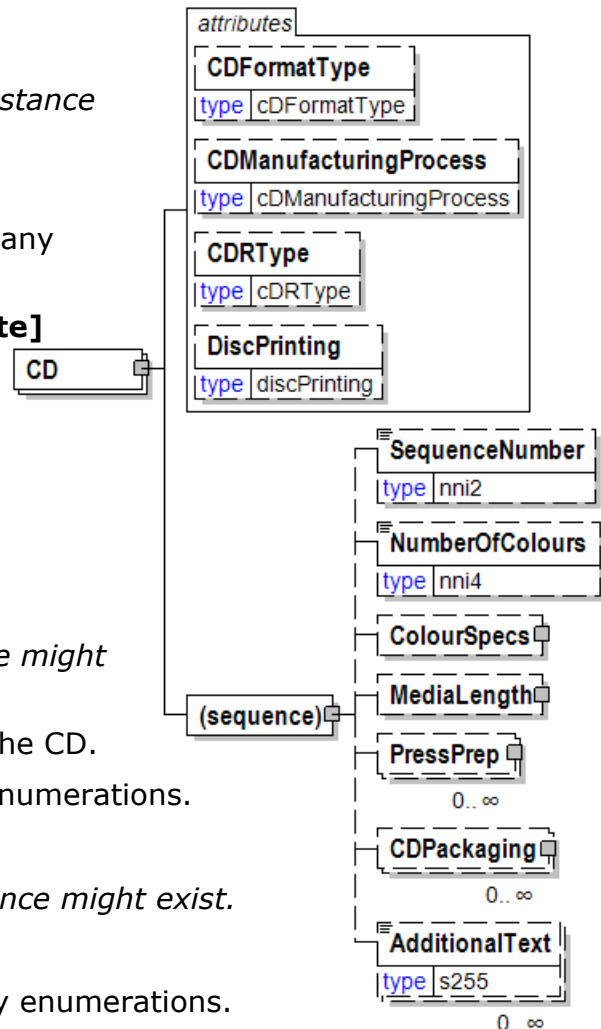 attributes
CDFormatType
type cDFormatType
stance
CDManufacturingProcess
type cDManufacturingProcess
any
CDRType
type cDRType
te]
DiscPrinting
type discPrinting
CD
SequenceNumber
type nni2
NumberOfColours
type nni4
ColourSpecs
e might
MediaLength
(sequence)
he CD.
PressPrep
0.. ∞
numerations.
CDPackaging
0.. ∞
nce might exist.
AdditionalText
type s255
y enumerations.
0 ∞